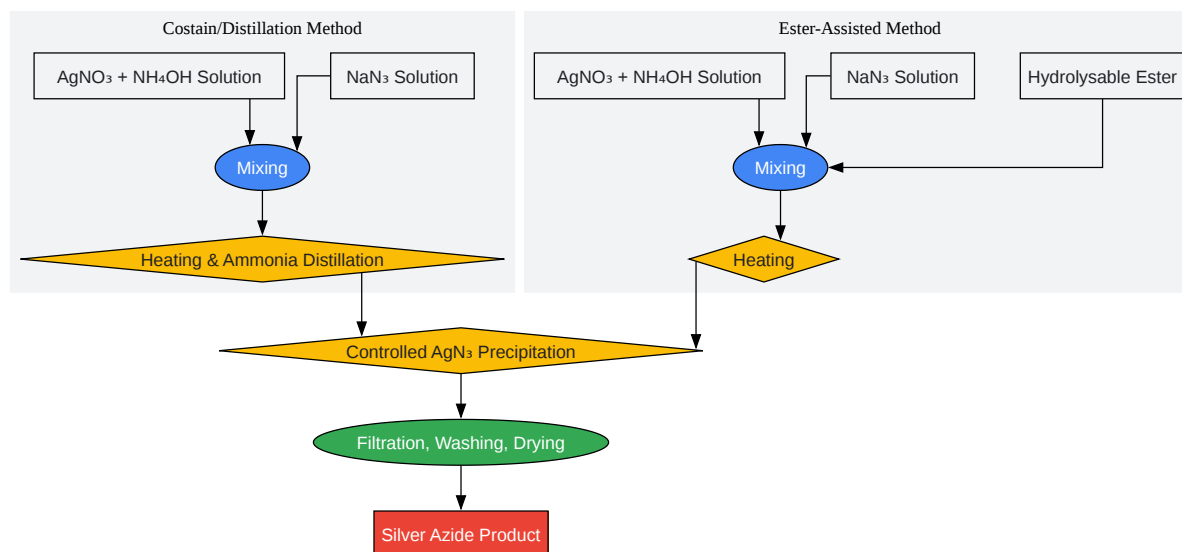 Costain/Distillation Method
Ester-Assisted Method
AgNO₃ + NH₄OH Solution
NaN₃ Solution
AgNO₃ + NH₄OH Solution
NaN₃ Solution
Hydrolysable Ester
Mixing
Mixing
Heating & Ammonia Distillation
Heating
Controlled AgN₃ Precipitation
Filtration, Washing, Drying
Silver Azide Product